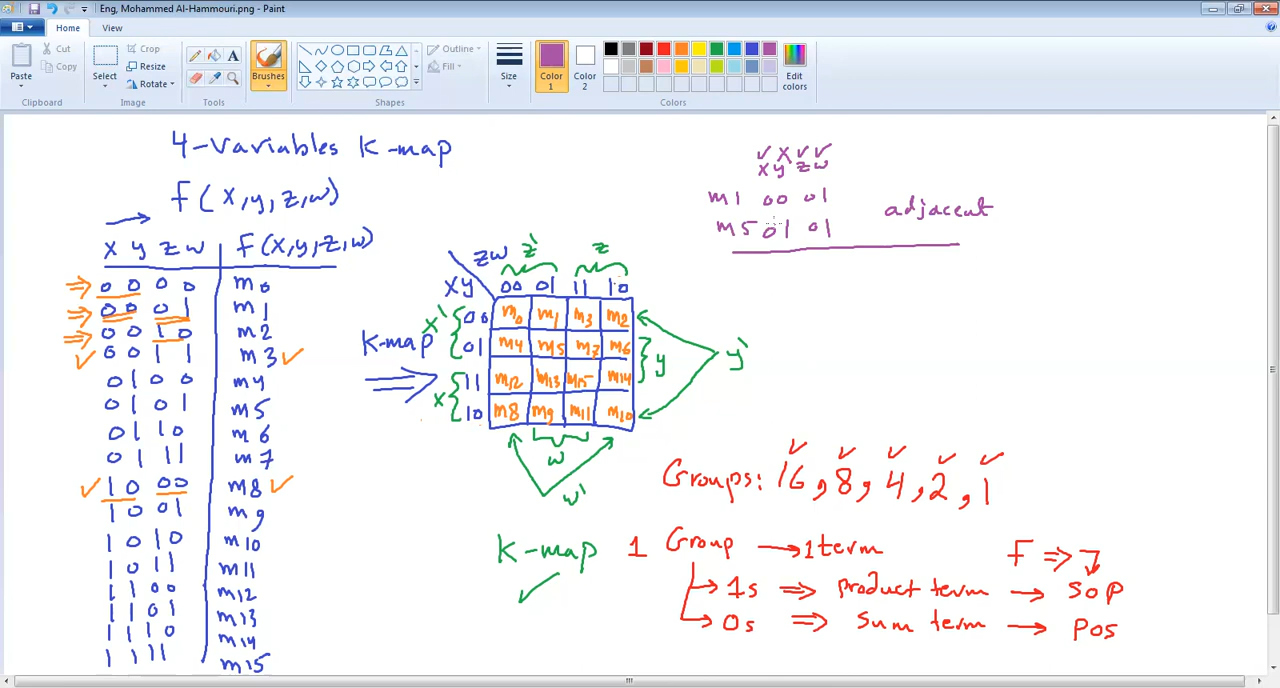 Eng, Mohammed Al-Hammouri.png - Paint
Home View
Paste
Cut
Copy
Clipboard
Select
Crop
Resize
Rotate
Image
A
Tools
Brushes
Outline
Fill
Shapes
Size
Color 1
Color 2
Edit colors
Colors
4-Variables K-map
f(x,y,z,w)
x y z w f(x,y,z,w)
0 0 0 0 m0
0 0 0 1 m1
0 0 1 0 m2
0 0 1 1 m3
0 1 0 0 m4
0 1 0 1 m5
0 1 1 0 m6
0 1 1 1 m7
1 0 0 0 m8
1 0 0 1 m9
1 0 1 0 m10
1 0 1 1 m11
1 1 0 0 m12
1 1 0 1 m13
1 1 1 0 m14
1 1 1 1 m15
K-map
zw z' z
xy 00 01 11 10
x' 00 m0 m1 m3 m2
01 m4 m5 m7 m6 y y'
x 11 m12 m13 m15 m14
10 m8 m9 m11 m10
w
w'
✓ X ✓ ✓
x y z w
m1 00 01
m5 01 01
adjacent
Groups: 16, 8, 4, 2, 1
K-map 1 Group → 1 term
F ⇒
→ 1s ⇒ product term → SOP
→ 0s ⇒ sum term → POS